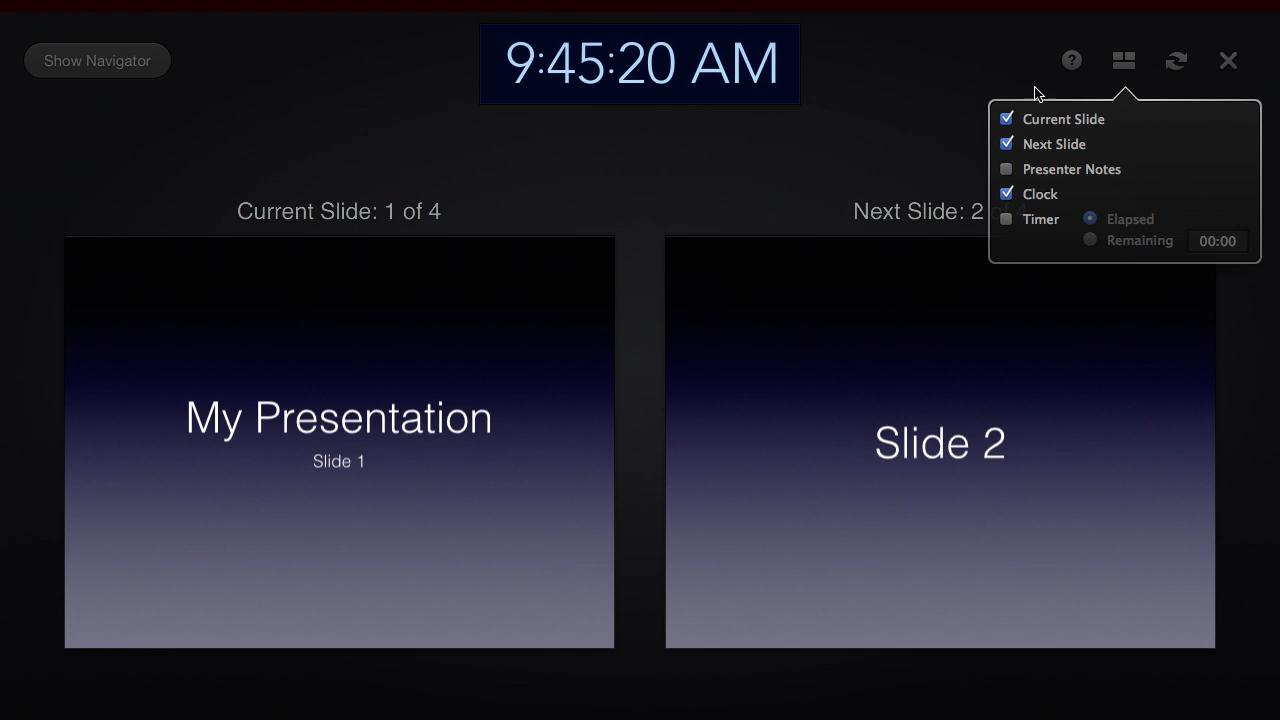 Show Navigator
9:45:20 AM
?
Current Slide
Next Slide
Presenter Notes
Clock
Timer
Elapsed
Remaining
00:00
Current Slide: 1 of 4
Next Slide: 2
My Presentation
Slide 1
Slide 2